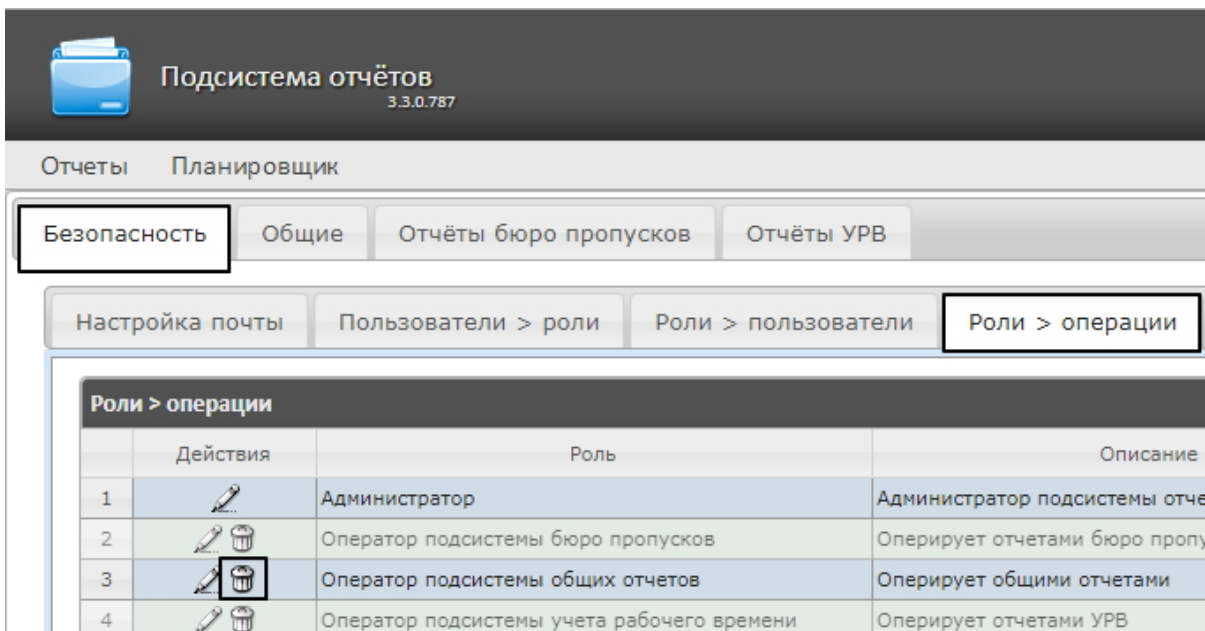 Подсистема отчётов
3.3.0.787
Отчеты Планировщик
Безопасность Общие Отчёты бюро пропусков Отчёты УРВ
Настройка почты Пользователи > роли Роли > пользователи Роли > операции
Роли > операции
Действия Роль Описание
1 Администратор Администратор подсистемы отче
2 Оператор подсистемы бюро пропусков Оперирует отчетами бюро пропу
3 Оператор подсистемы общих отчетов Оперирует общими отчетами
4 Оператор подсистемы учета рабочего времени Оперирует отчетами УРВ